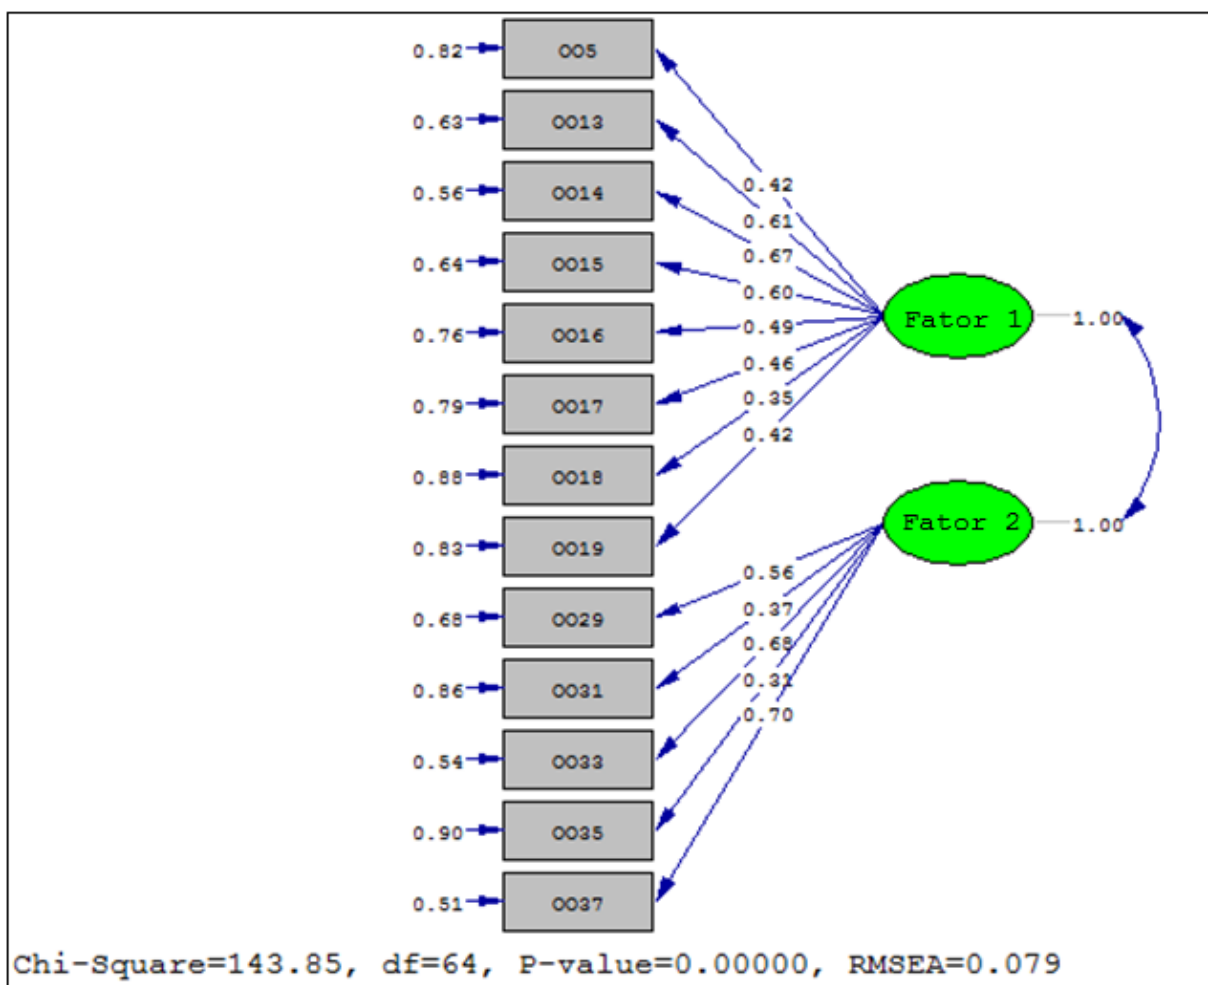 0.82 OO5
0.63 OO13
0.56 OO14
0.42
0.61
0.67
0.64 OO15
0.60
0.76 OO16
0.49
Fator 1 1.00
0.79 OO17
0.46
0.35
0.42
0.88 OO18
0.83 OO19
Fator 2 1.00
0.68 OO29
0.56
0.37
0.68
0.31
0.70
0.86 OO31
0.54 OO33
0.90 OO35
0.51 OO37
Chi-Square=143.85, df=64, P-value=0.00000, RMSEA=0.079